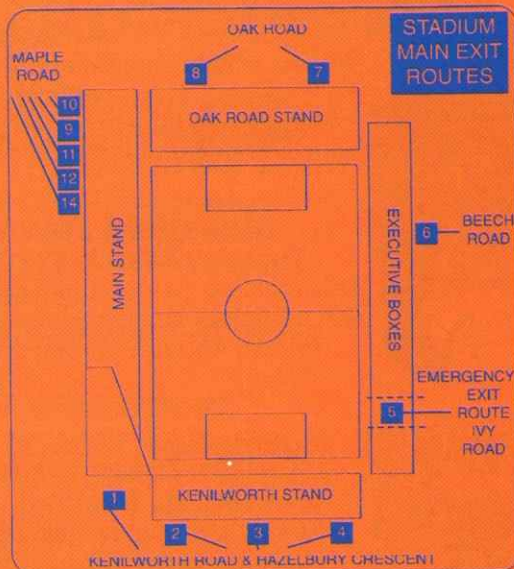 STADIUM
MAIN EXIT
ROUTES
OAK ROAD
MAPLE
ROAD
8
7
10
9
11
12
14
OAK ROAD STAND
MAIN STAND
EXECUTIVE BOXES
6
BEECH
ROAD
EMERGENCY
EXIT
ROUTE
IVY
ROAD
5
KENILWORTH STAND
1
2
3
4
KENILWORTH ROAD & HAZELBURY CRESCENT